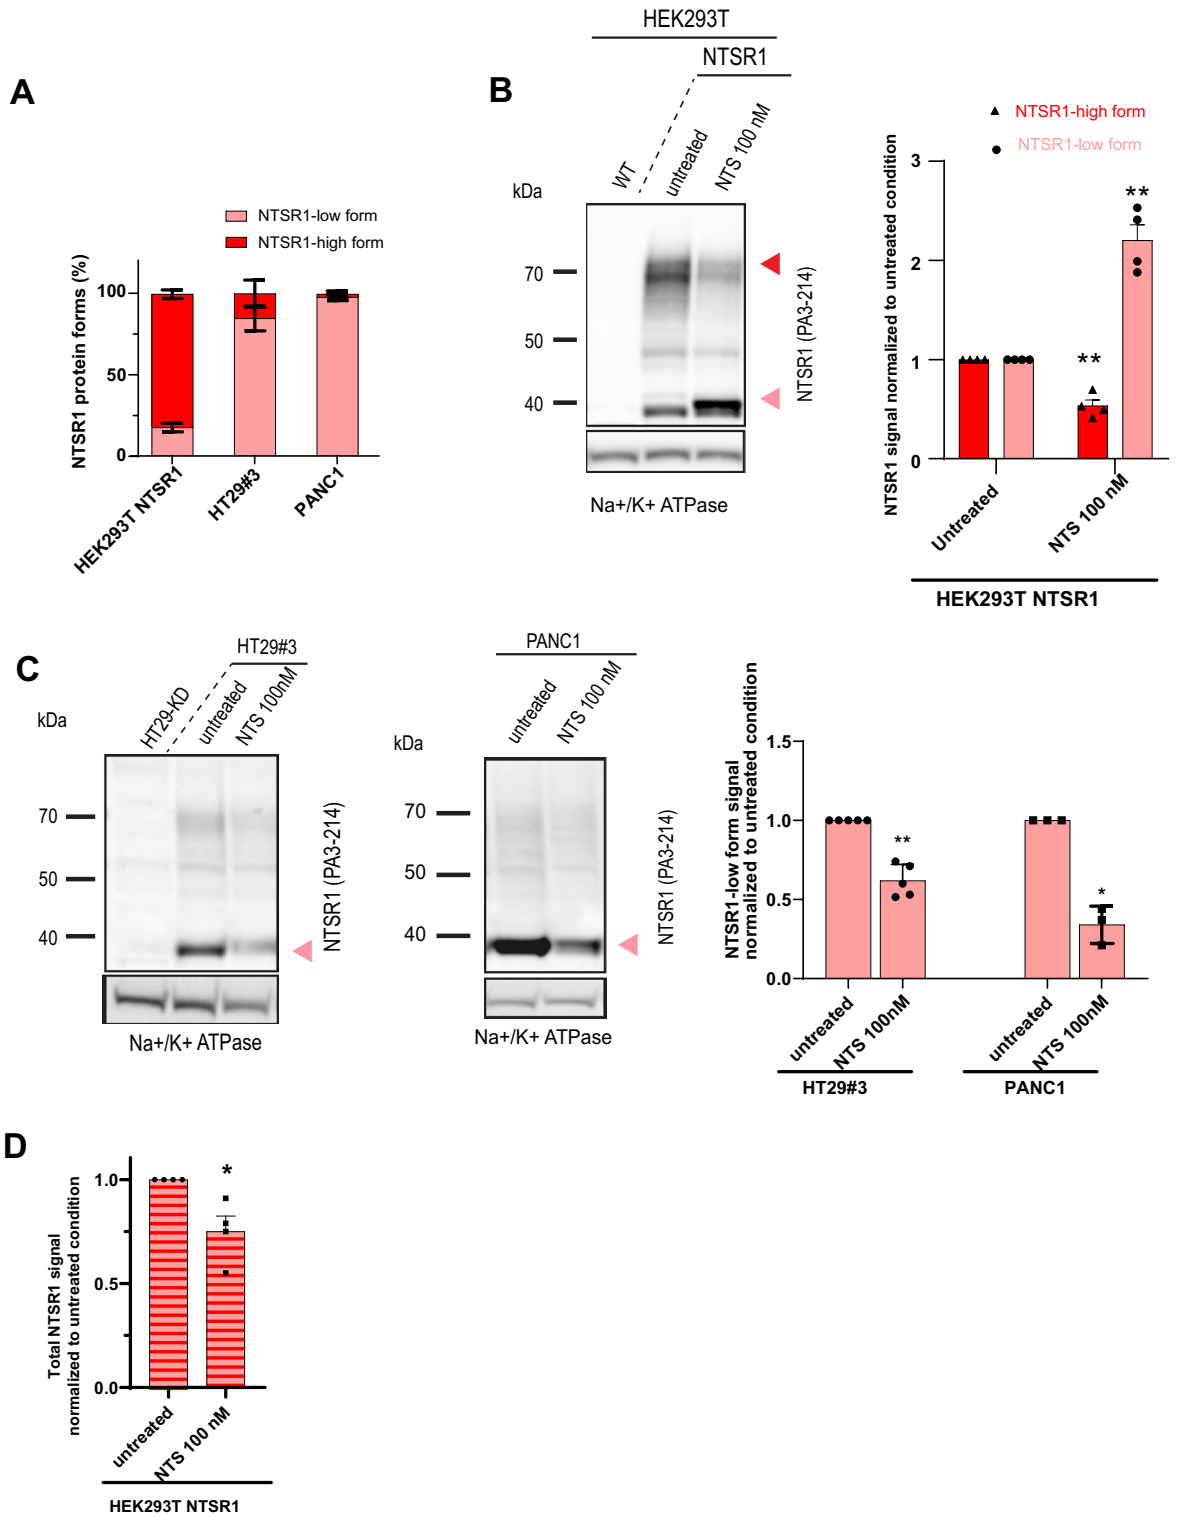 A
NTSR1-low form
NTSR1-high form
NTSR1 protein forms (%)
100
50
0
HEK293T NTSR1
HT29#3
PANC1
B
HEK293T
NTSR1
WT
untreated
NTS 100 nM
kDa
70
50
40
NTSR1 (PA3-214)
Na+/K+ ATPase
NTSR1-high form
NTSR1-low form
NTSR1 signal normalized to untreated condition
3
2
1
0
**
**
Untreated
NTS 100 nM
HEK293T NTSR1
C
HT29#3
HT29-KD
untreated
NTS 100nM
kDa
70
50
40
NTSR1 (PA3-214)
Na+/K+ ATPase
PANC1
untreated
NTS 100 nM
kDa
70
50
40
NTSR1 (PA3-214)
Na+/K+ ATPase
NTSR1-low form signal
normalized to untreated condition
1.5
1.0
0.5
0.0
**
*
untreated
NTS 100nM
untreated
NTS 100nM
HT29#3
PANC1
D
Total NTSR1 signal
normalized to untreated condition
1.0
0.5
0.0
*
untreated
NTS 100 nM
HEK293T NTSR1